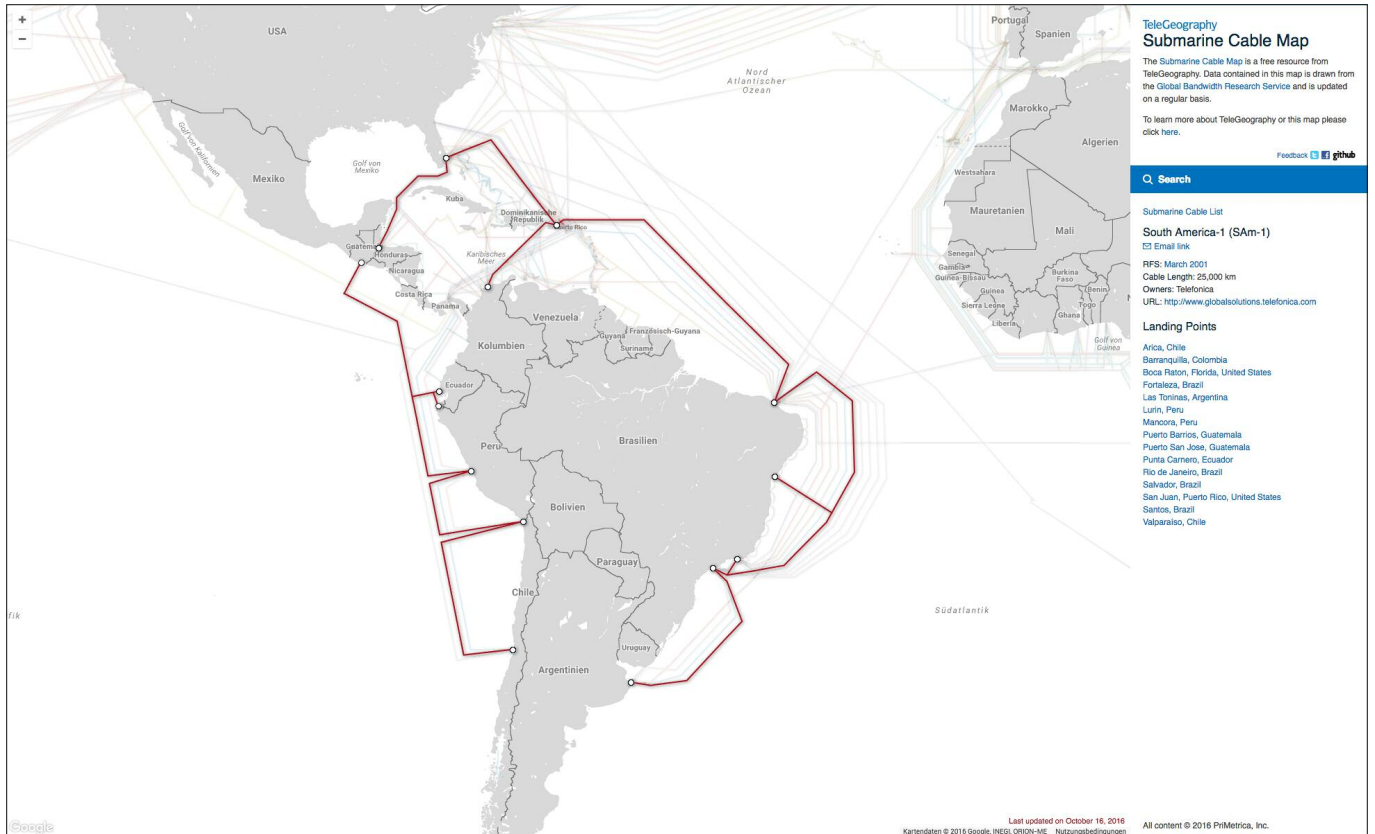 +
−
USA
Portugal
Spanien
Nord
Atlantischer
Ozean
Marokko
Algerien
Golf von Kalifornien
Golf von
Mexiko
Mexiko
Westsahara
Kuba
Dominikanische
Republik
Puerto Rico
Mauretanien
Mali
Guatemala
Honduras
Karibisches
Meer
Nicaragua
Senegal
Gambia
Guinea-Bissau
Burkina
Faso
Guinea
Benin
Costa Rica
Panama
Sierra Leone
Togo
Ghana
Liberia
Venezuela
Guyana
Französisch-Guyana
Suriname
Golf von
Guinea
Kolumbien
Ecuador
Peru
Brasilien
Bolivien
Paraguay
Chile
fik
Südatlantik
Uruguay
Argentinien
Google
Last updated on October 16, 2016
Kartendaten © 2016 Google, INEGI, ORION-ME Nutzungsbedingungen
TeleGeography
Submarine Cable Map
The Submarine Cable Map is a free resource from
TeleGeography. Data contained in this map is drawn from
the Global Bandwidth Research Service and is updated
on a regular basis.
To learn more about TeleGeography or this map please
click here.
Feedback github
Search
Submarine Cable List
South America-1 (SAm-1)
Email link
RFS: March 2001
Cable Length: 25,000 km
Owners: Telefonica
URL: http://www.globalsolutions.telefonica.com
Landing Points
Arica, Chile
Barranquilla, Colombia
Boca Raton, Florida, United States
Fortaleza, Brazil
Las Toninas, Argentina
Lurin, Peru
Mancora, Peru
Puerto Barrios, Guatemala
Puerto San Jose, Guatemala
Punta Carnero, Ecuador
Rio de Janeiro, Brazil
Salvador, Brazil
San Juan, Puerto Rico, United States
Santos, Brazil
Valparaiso, Chile
All content © 2016 PriMetrica, Inc.